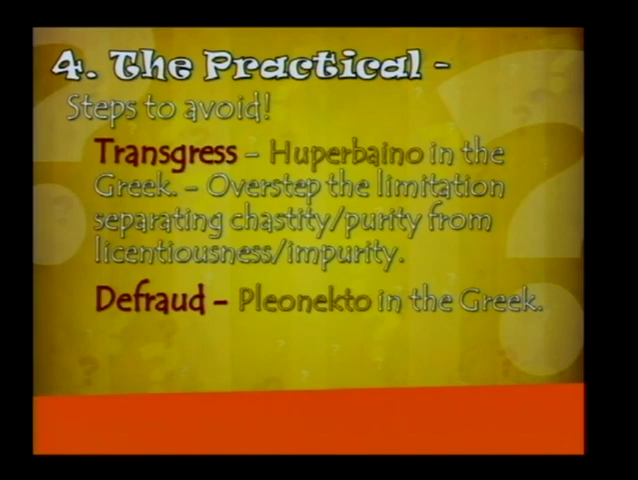 4. The Practical -
Steps to avoid!
Transgress - Huperbaino in the
Greek. - Overstep the limitation
separating chastity/purity from
licentiousness/impurity.
Defraud - Pleonekto in the Greek.